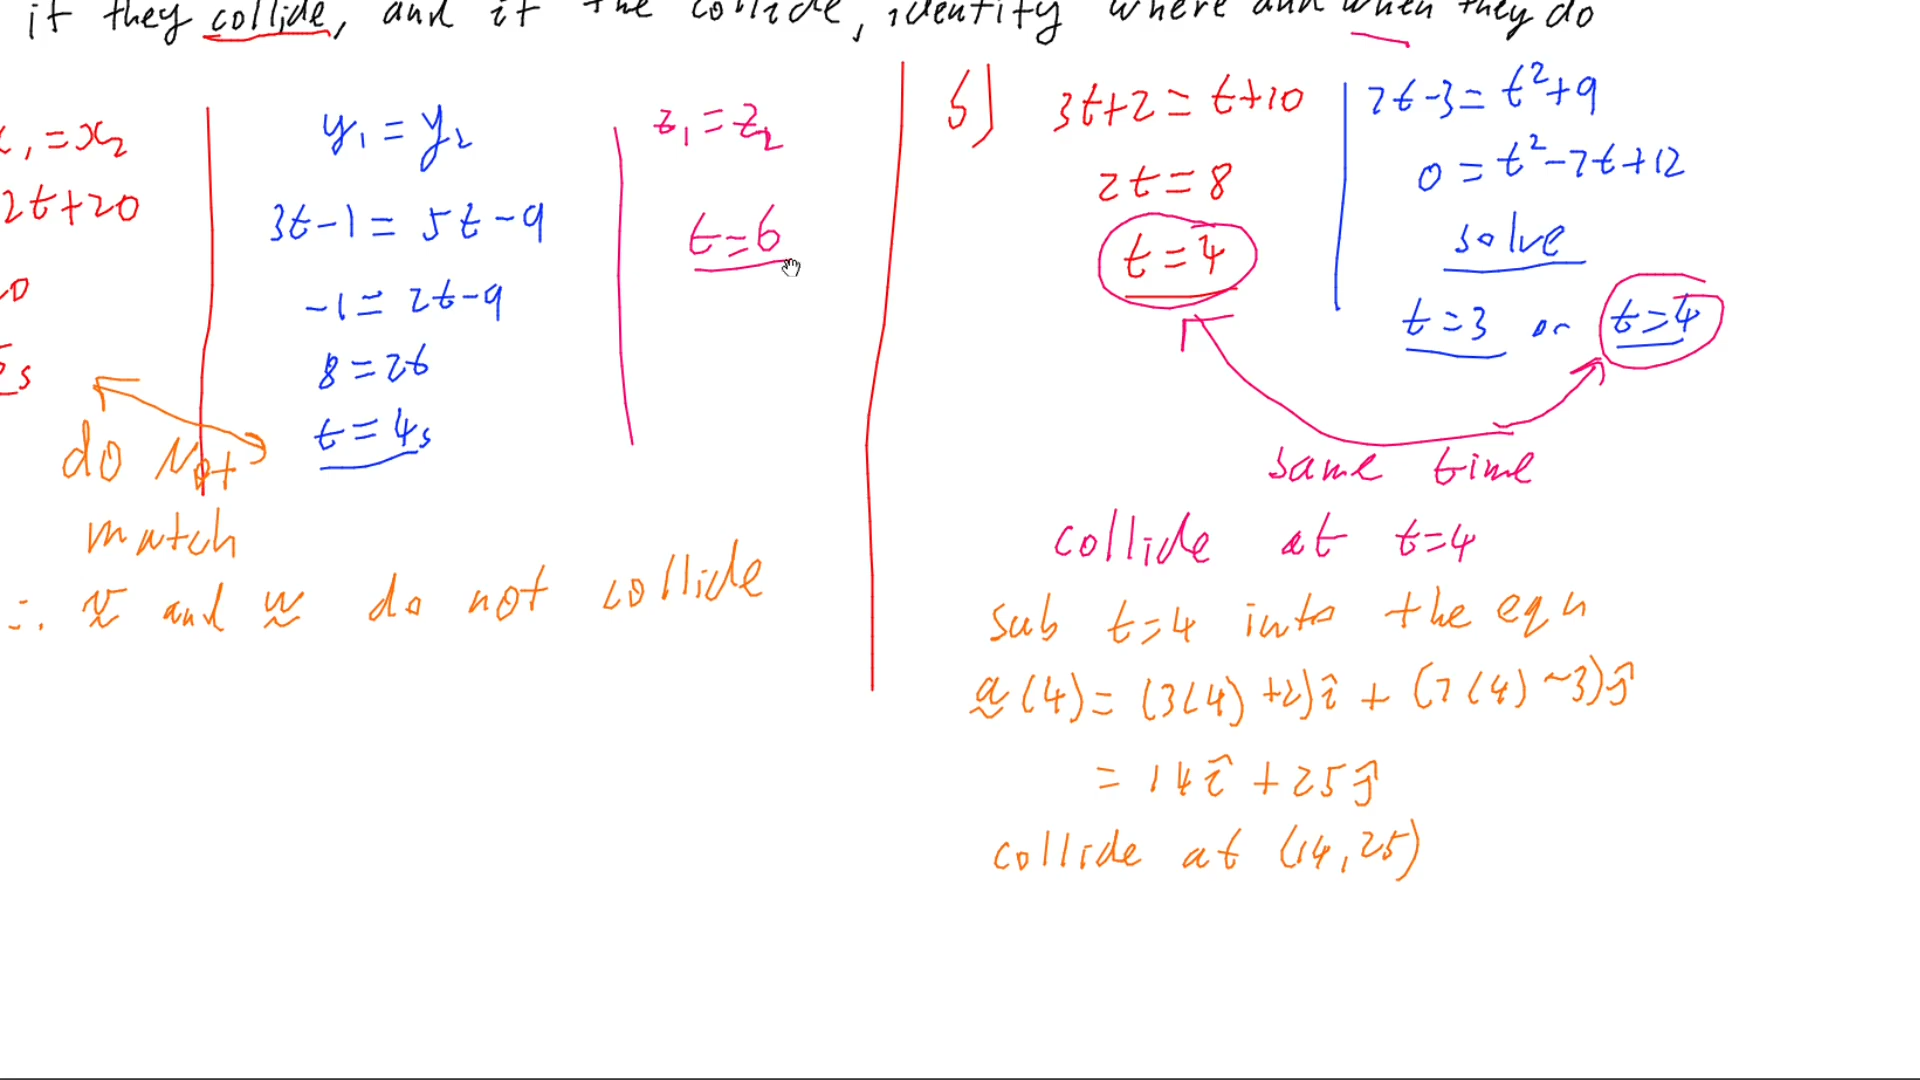 if they collide, and if the collide, identify where and when they do
x₁ = x₂
2t+20
y₁ = y₂
3t-1 = 5t-9
-1 = 2t-9
8 = 2t
t = 4s
z₁ = z₂
t=6
do Not
match
∴ v and w do not collide
b)
3t+2 = t+10
2t = 8
t = 4
7t-3 = t²+9
0 = t²-7t+12
solve
t=3 or t=4
same time
collide at t=4
sub t=4 into the eqn
a(4) = (3(4)+2)î + (7(4)-3)ĵ
= 14î + 25ĵ
collide at (14,25)